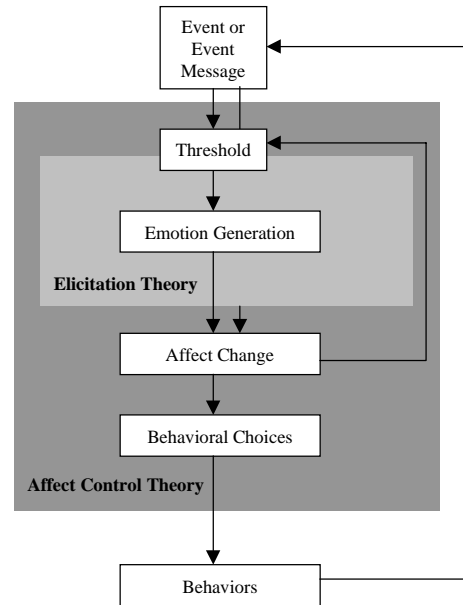 Event or
Event
Message
Threshold
Emotion Generation
Elicitation Theory
Affect Change
Behavioral Choices
Affect Control Theory
Behaviors